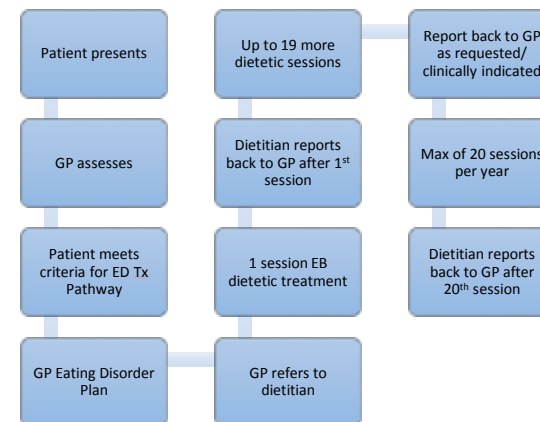 Patient presents
GP assesses
Patient meets
criteria for ED Tx
Pathway
GP Eating Disorder
Plan
GP refers to
dietitian
1 session EB
dietetic treatment
Dietitian reports
back to GP after 1st
session
Up to 19 more
dietetic sessions
Report back to GP
as requested/
clinically indicated
Max of 20 sessions
per year
Dietitian reports
back to GP after
20th session